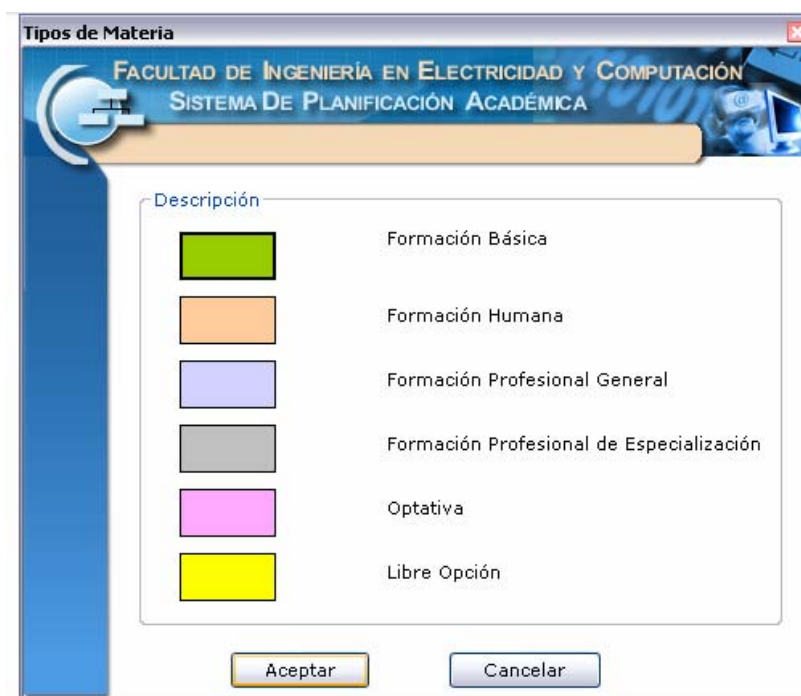 Tipos de Materia
FACULTAD DE INGENIERÍA EN ELECTRICIDAD Y COMPUTACIÓN
SISTEMA DE PLANIFICACIÓN ACADÉMICA
Descripción
Formación Básica
Formación Humana
Formación Profesional General
Formación Profesional de Especialización
Optativa
Libre Opción
Aceptar
Cancelar